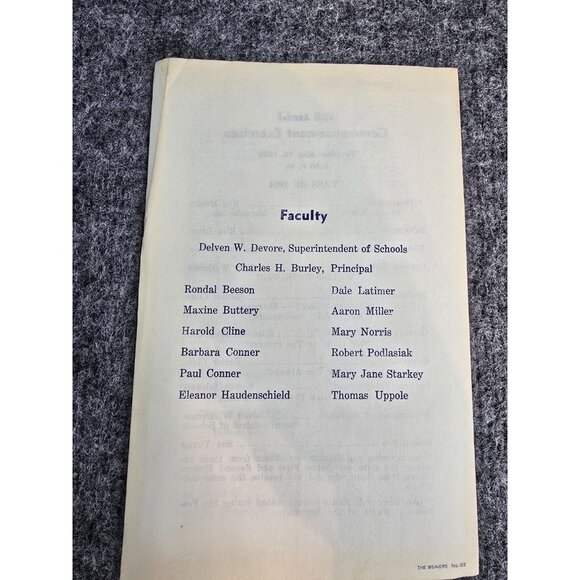 Faculty
Delven W. Devore, Superintendent of Schools
Charles H. Burley, Principal
Rondal Beeson Dale Latimer
Maxine Buttery Aaron Miller
Harold Cline Mary Norris
Barbara Conner Robert Podlasiak
Paul Conner Mary Jane Starkey
Eleanor Haudenschield Thomas Uppole
THE WEAVERS No.